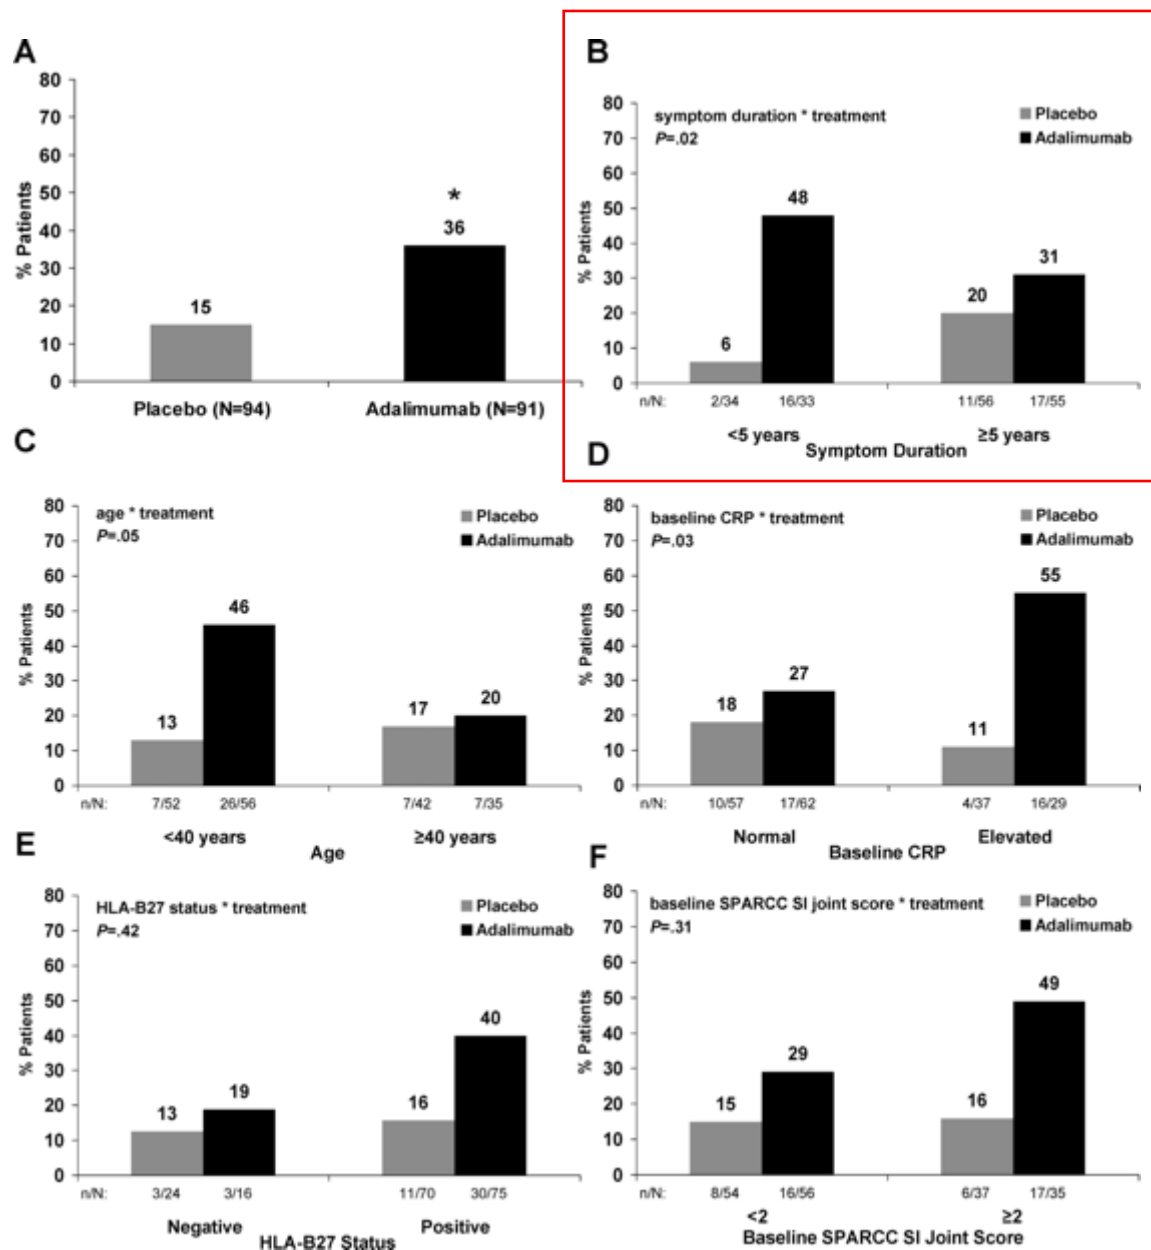 A
80
70
60
50
40
30
20
10
0
% Patients
15
*
36
Placebo (N=94)
Adalimumab (N=91)
B
80
70
60
50
40
30
20
10
0
% Patients
symptom duration * treatment
P=.02
Placebo
Adalimumab
6
48
20
31
n/N: 2/34 16/33 11/56 17/55
<5 years ≥5 years
Symptom Duration
C
80
70
60
50
40
30
20
10
0
% Patients
age * treatment
P=.05
Placebo
Adalimumab
13
46
17
20
n/N: 7/52 26/56 7/42 7/35
<40 years ≥40 years
Age
D
80
70
60
50
40
30
20
10
0
% Patients
baseline CRP * treatment
P=.03
Placebo
Adalimumab
18
27
11
55
n/N: 10/57 17/62 4/37 16/29
Normal Elevated
Baseline CRP
E
80
70
60
50
40
30
20
10
0
% Patients
HLA-B27 status * treatment
P=.42
Placebo
Adalimumab
13
19
16
40
n/N: 3/24 3/16 11/70 30/75
Negative Positive
HLA-B27 Status
F
80
70
60
50
40
30
20
10
0
% Patients
baseline SPARCC SI joint score * treatment
P=.31
Placebo
Adalimumab
15
29
16
49
n/N: 8/54 16/56 6/37 17/35
<2 ≥2
Baseline SPARCC SI Joint Score